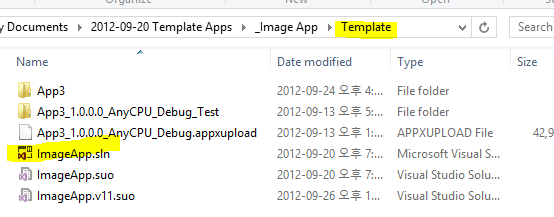 Organize New
y Documents 2012-09-20 Template Apps _Image App Template
Name Date modified Type Size
App3 2012-09-24 오후 4:... File folder
App3_1.0.0.0_AnyCPU_Debug_Test 2012-09-13 오후 5:... File folder
App3_1.0.0.0_AnyCPU_Debug.appxupload 2012-09-13 오후 1:... APPXUPLOAD File 42,9
ImageApp.sln 2012-09-20 오후 7:... Microsoft Visual S...
ImageApp.suo 2012-09-20 오후 7:... Visual Studio Solu...
ImageApp.v11.suo 2012-09-26 오후 1:... Visual Studio Solu...